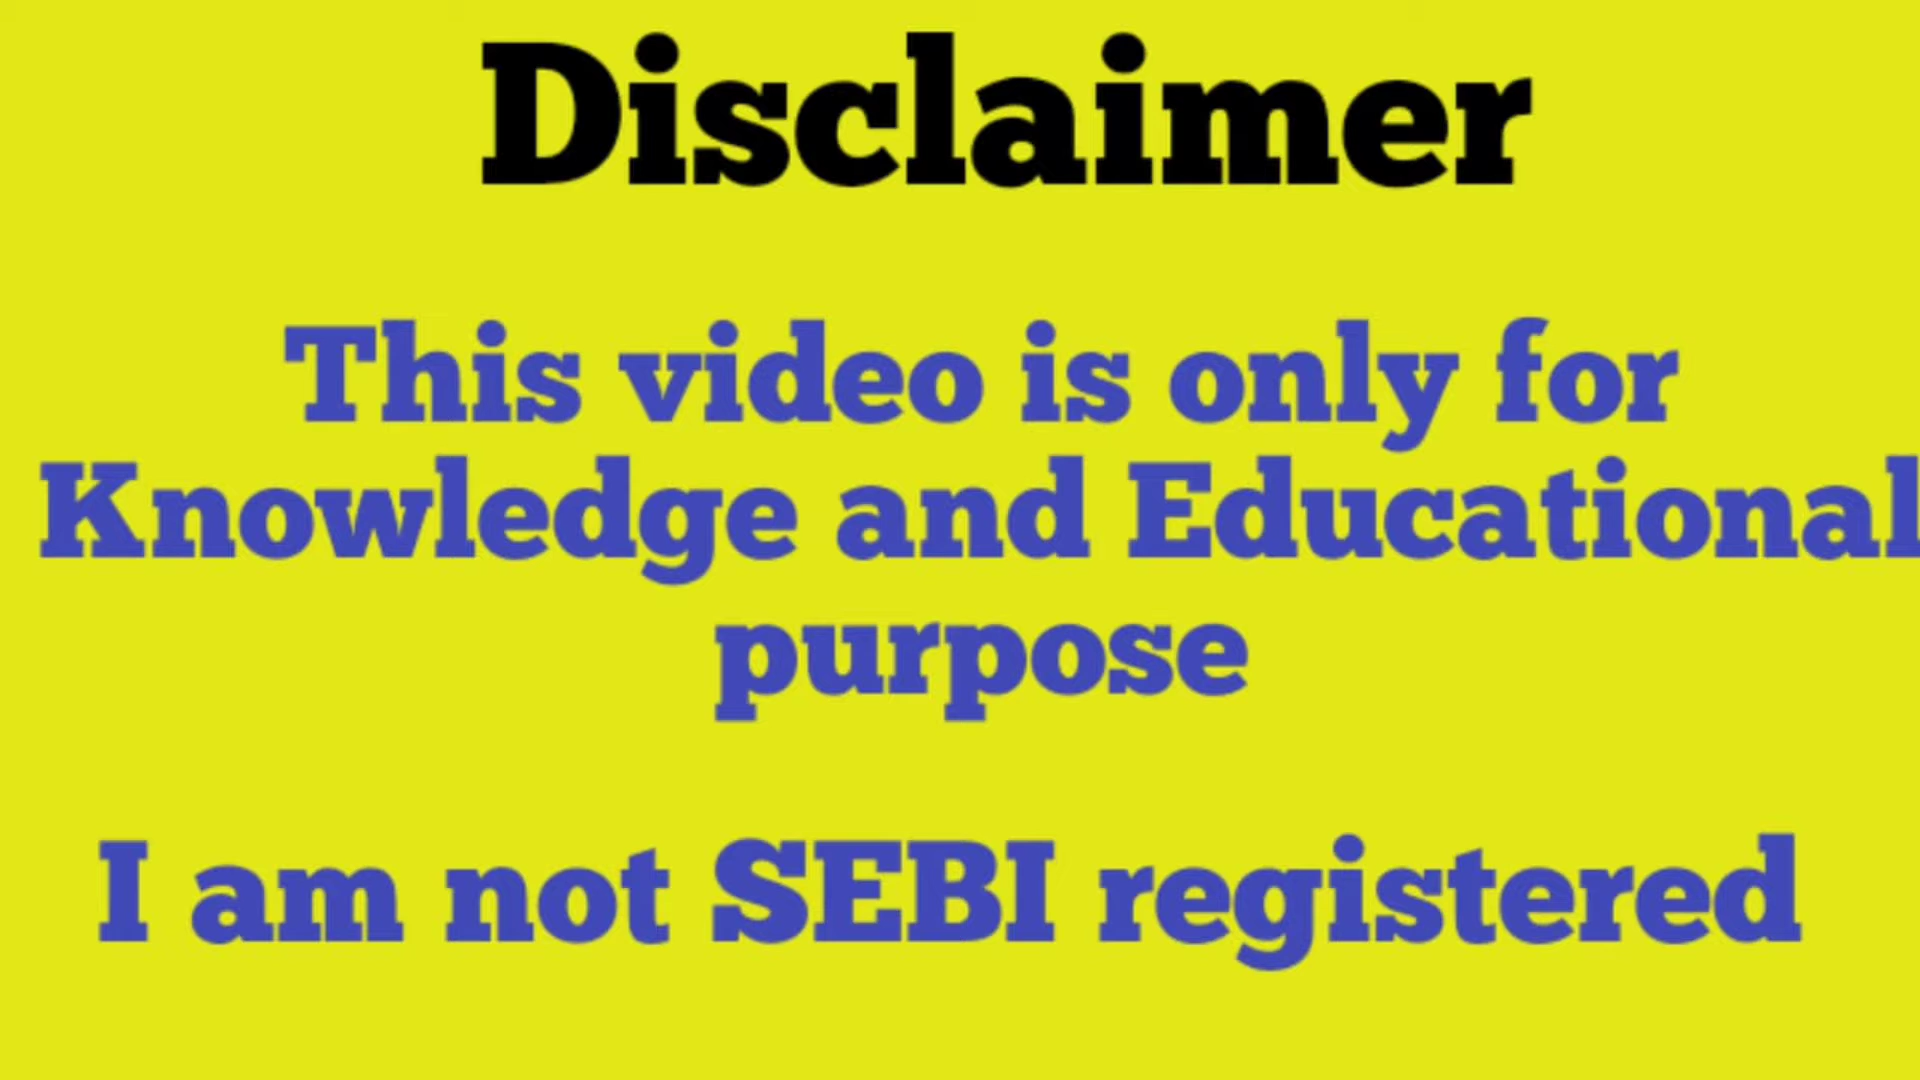 Disclaimer
This video is only for
Knowledge and Educational
purpose
I am not SEBI registered